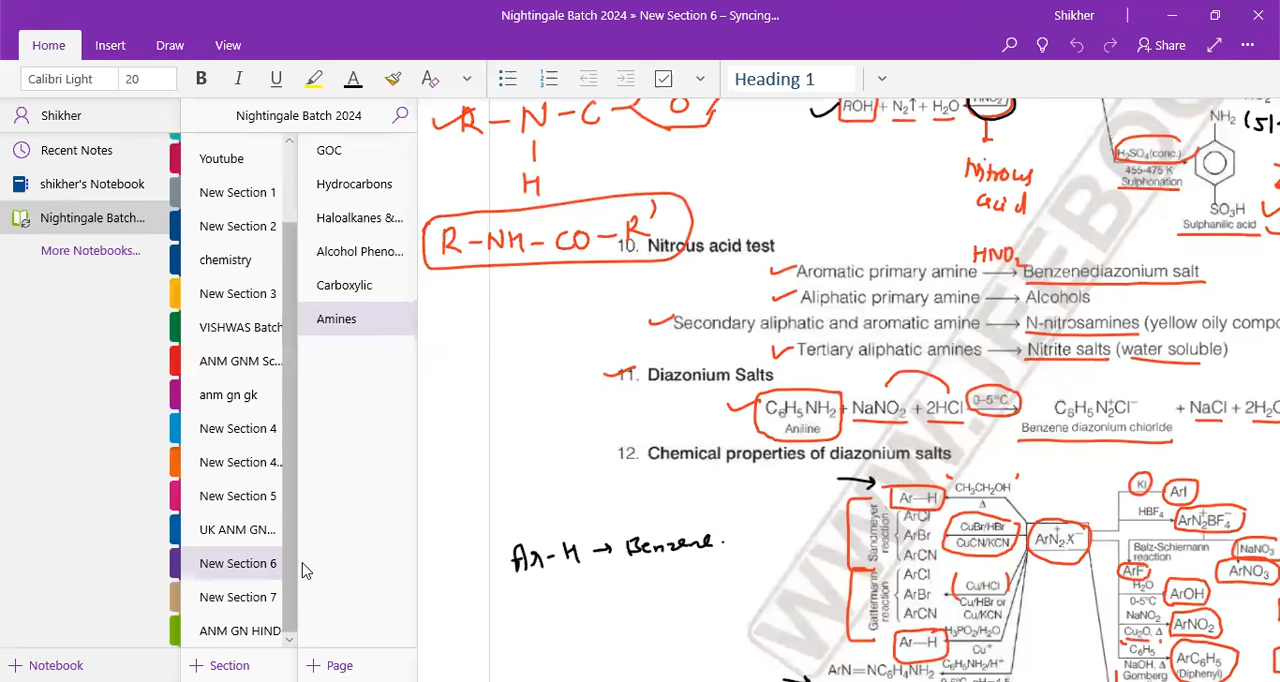 Nightingale Batch 2024 » New Section 6 – Syncing...
Shikher
Home Insert Draw View
Share
Calibri Light 20 B I U A Heading 1
Shikher
Recent Notes
shikher's Notebook
Nightingale Batch...
More Notebooks...
Notebook
Nightingale Batch 2024
Youtube
New Section 1
New Section 2
chemistry
New Section 3
VISHWAS Batch
ANM GNM Sc...
anm gn gk
New Section 4
New Section 4..
New Section 5
UK ANM GN...
New Section 6
New Section 7
ANM GN HIND
Section
GOC
Hydrocarbons
Haloalkanes &...
Alcohol Pheno...
Carboxylic
Amines
Page
R – N – C
H
R – NH – CO – R'
ROH + N₂↑ + H₂O
HNO₂
Nitrous
acid
NH₂
H₂SO₄(conc.)
455-475 K
Sulphonation
SO₃H
Sulphanilic acid
10. Nitrous acid test
HNO₂
Aromatic primary amine ⟶ Benzenediazonium salt
Aliphatic primary amine ⟶ Alcohols
Secondary aliphatic and aromatic amine ⟶ N-nitrosamines (yellow oily compo
Tertiary aliphatic amines ⟶ Nitrite salts (water soluble)
11. Diazonium Salts
C₆H₅NH₂ + NaNO₂ + 2HCl 0–5°C ⟶ C₆H₅N₂⁺Cl⁻ + NaCl + 2H₂O
Aniline Benzene diazonium chloride
12. Chemical properties of diazonium salts
Ar–H → Benzene.
Sandmeyer reaction
Gattermann reaction
Ar—H CH₃CH₂OH
Δ
ArCl
ArBr CuBr/HBr
ArCN CuCN/KCN
ArCl
ArBr Cu/HCl
ArCN Cu/HBr or
Cu/KCN
Ar—H H₃PO₂/H₂O
Cu⁺
ArN=NC₆H₄NH₂ C₆H₅NH₂/H⁺
ArN₂⁺X⁻
KI ArI
HBF₄ ArN₂⁺BF₄⁻
Balz-Schiemann
reaction
NaNO₃
ArF ArNO₃
H₂O
0-5°C ArOH
NaNO₂
Cu₂O, Δ ArNO₂
C₆H₅
NaOH, Δ ArC₆H₅
Gomberg (Diphenyl)